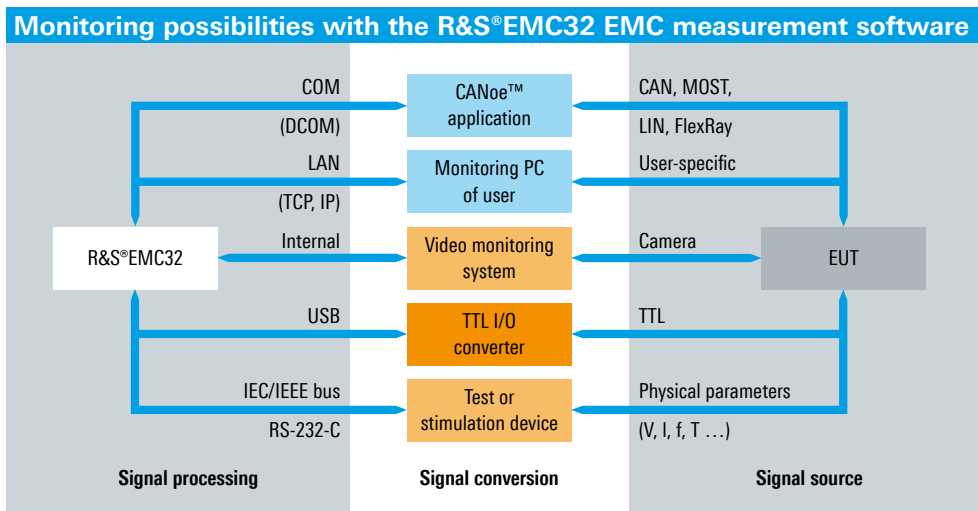 Monitoring possibilities with the R&S®EMC32 EMC measurement software
COM
(DCOM)
CANoe™
application
CAN, MOST,
LIN, FlexRay
LAN
(TCP, IP)
Monitoring PC
of user
User-specific
R&S®EMC32
Internal
Video monitoring
system
Camera
EUT
USB
TTL I/O
converter
TTL
IEC/IEEE bus
RS-232-C
Test or
stimulation device
Physical parameters
(V, I, f, T …)
Signal processing
Signal conversion
Signal source